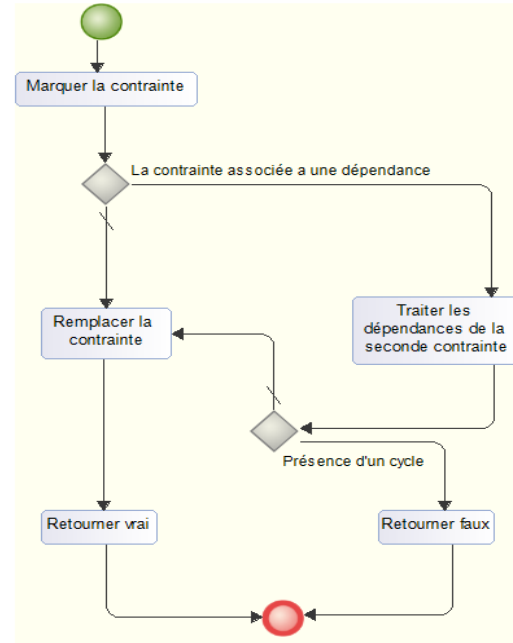 Marquer la contrainte
La contrainte associée a une dépendance
Remplacer la
contrainte
Traiter les
dépendances de la
seconde contrainte
Présence d'un cycle
Retourner vrai
Retourner faux